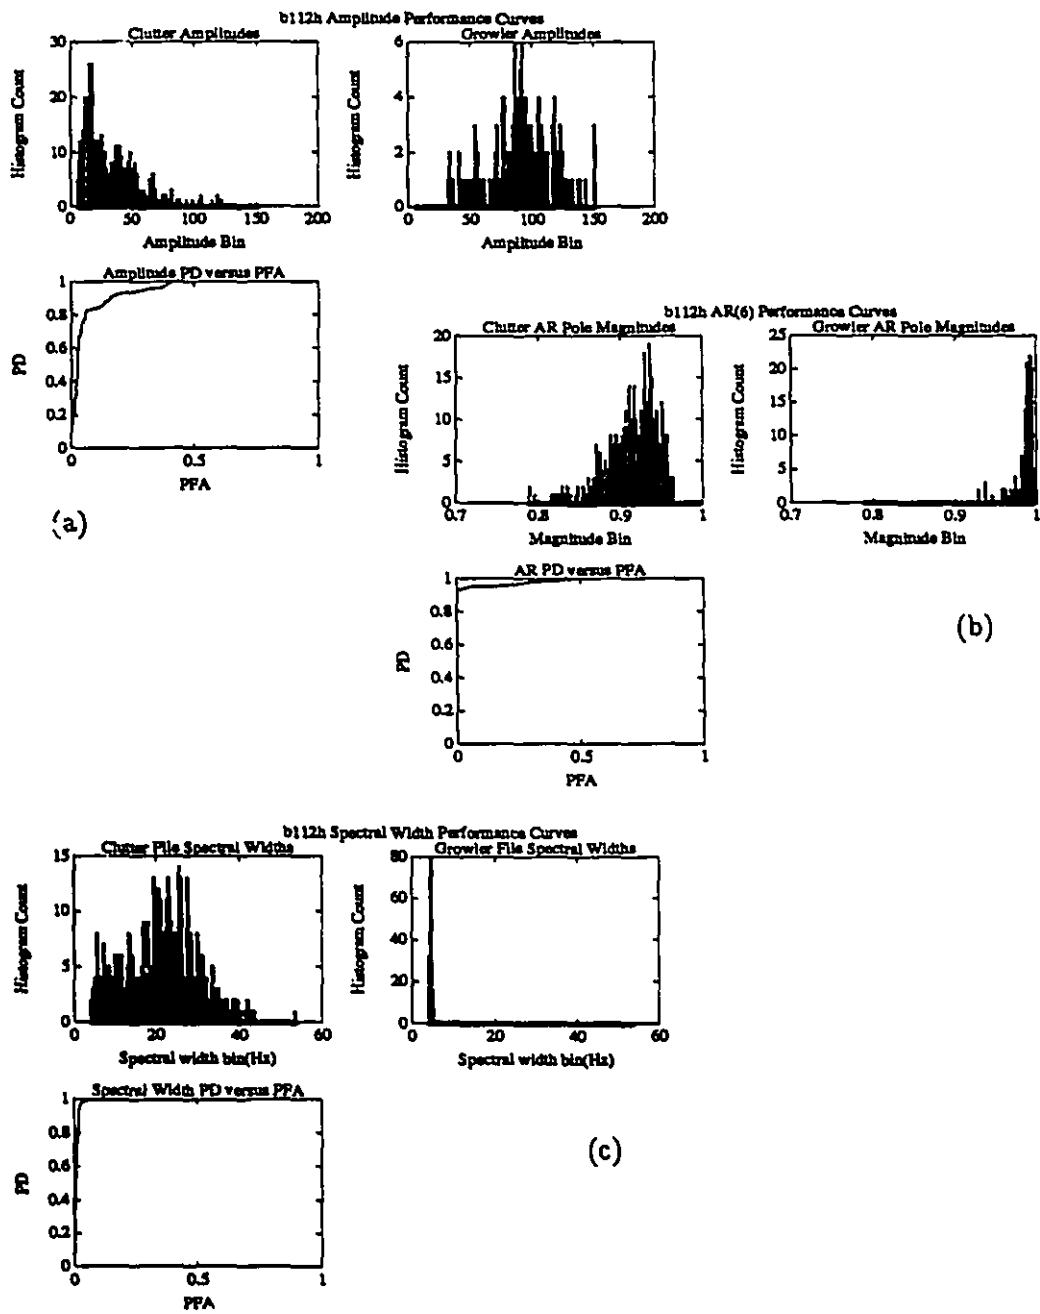 b112h Amplitude Performance Curves
Clutter Amplitudes
Histogram Count
30
20
10
0
0 50 100 150 200
Amplitude Bin
Growler Amplitudes
Histogram Count
6
4
2
0
0 50 100 150 200
Amplitude Bin
Amplitude PD versus PFA
PD
1
0.8
0.6
0.4
0.2
0
0 0.5 1
PFA
(a)
b112h AR(6) Performance Curves
Clutter AR Pole Magnitudes
Histogram Count
20
15
10
5
0
0.7 0.8 0.9 1
Magnitude Bin
Growler AR Pole Magnitudes
Histogram Count
25
20
15
10
5
0
0.7 0.8 0.9 1
Magnitude Bin
AR PD versus PFA
PD
1
0.8
0.6
0.4
0.2
0
0 0.5 1
PFA
(b)
b112h Spectral Width Performance Curves
Clutter File Spectral Widths
Histogram Count
15
10
5
0
0 20 40 60
Spectral width bin(Hz)
Growler File Spectral Widths
Histogram Count
80
60
40
20
0
0 20 40 60
Spectral width bin(Hz)
Spectral Width PD versus PFA
PD
1
0.8
0.6
0.4
0.2
0
0 0.5 1
PFA
(c)